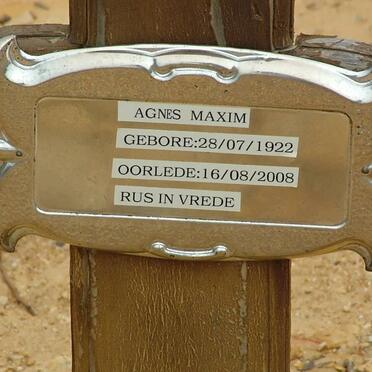 AGNES MAXIM
GEBORE:28/07/1922
OORLEDE:16/08/2008
RUS IN VREDE